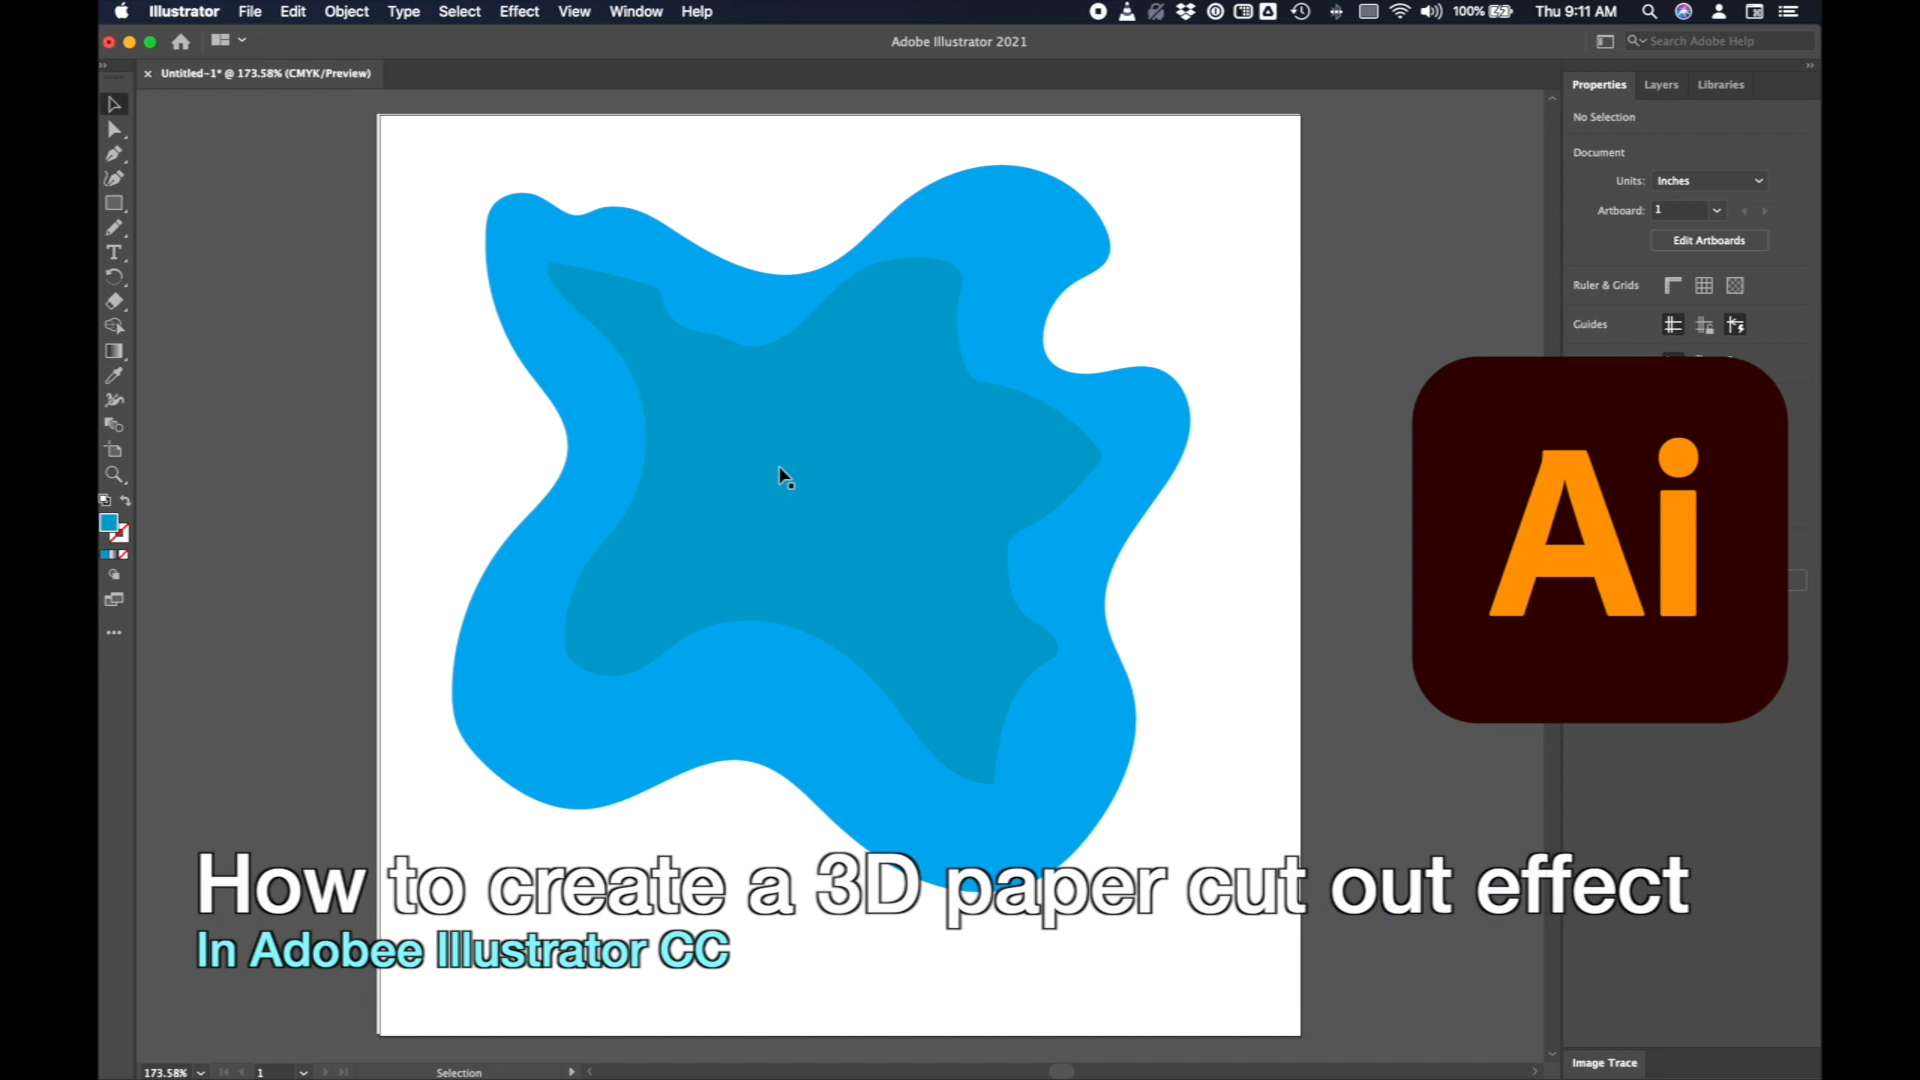 Illustrator File Edit Object Type Select Effect View Window Help 100% Thu 9:11 AM
Adobe Illustrator 2021 Search Adobe Help
Untitled-1* @ 173.58% (CMYK/Preview)
Properties Layers Libraries
No Selection
Document
Units: Inches
Artboard: 1
Edit Artboards
Ruler & Grids
Guides
Ai
How to create a 3D paper cut out effect
In Adobee Illustrator CC
Image Trace
173.58% 1 Selection